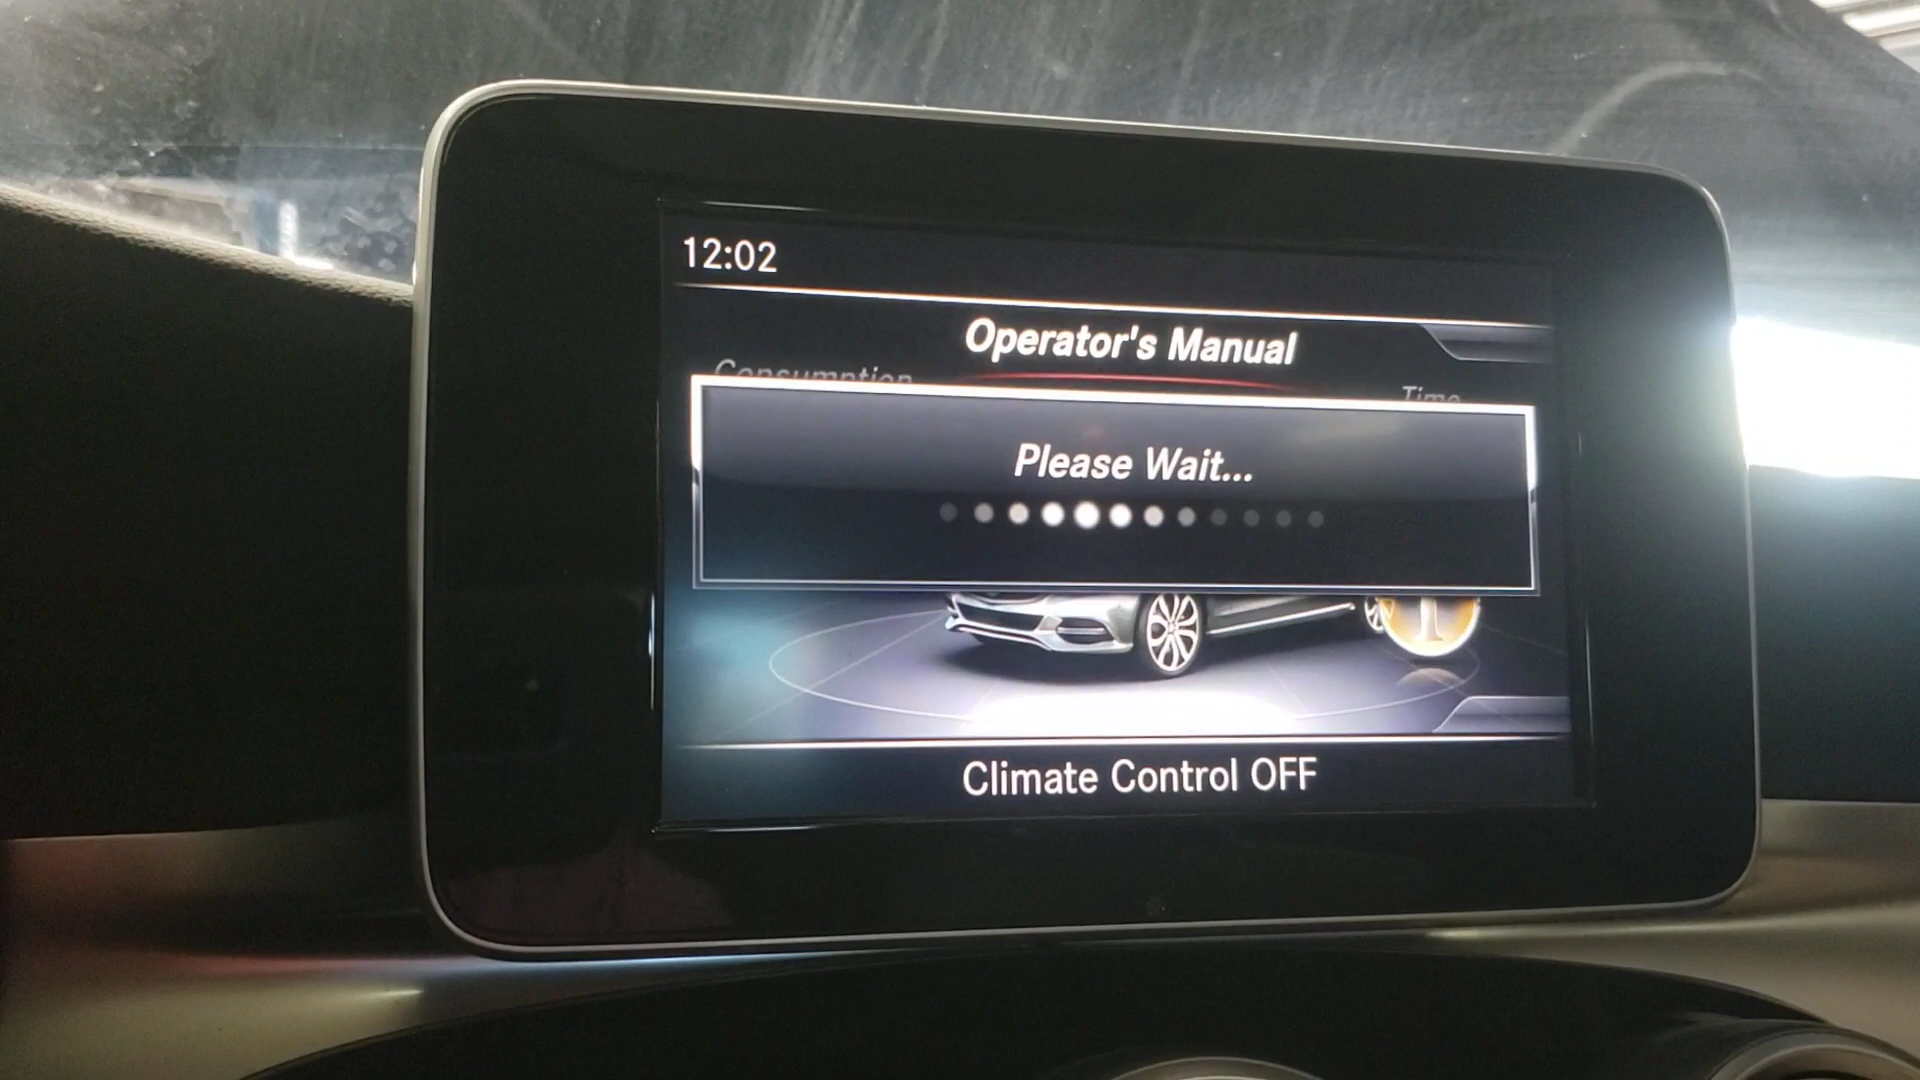 12:02
Operator's Manual
Consumption
Time
Please Wait...
i
Climate Control OFF